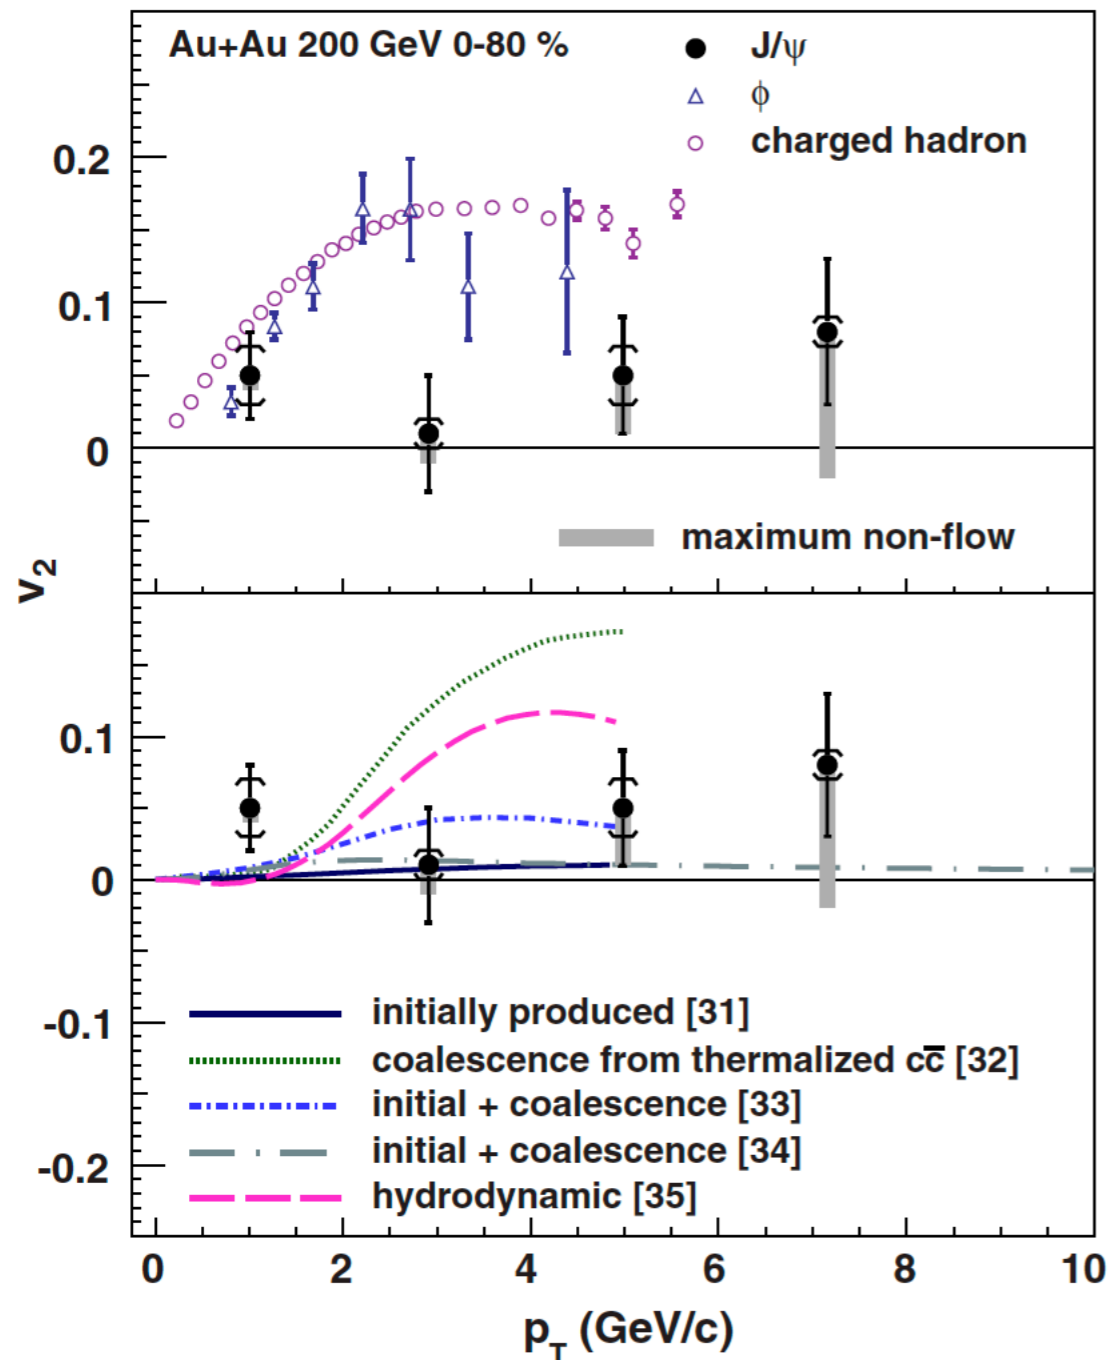 Au+Au 200 GeV 0-80 %
J/ψ
ϕ
charged hadron
0.2
0.1
0
maximum non-flow
v₂
0.1
0
-0.1
-0.2
initially produced [31]
coalescence from thermalized cc̅ [32]
initial + coalescence [33]
initial + coalescence [34]
hydrodynamic [35]
0 2 4 6 8 10
p_T (GeV/c)